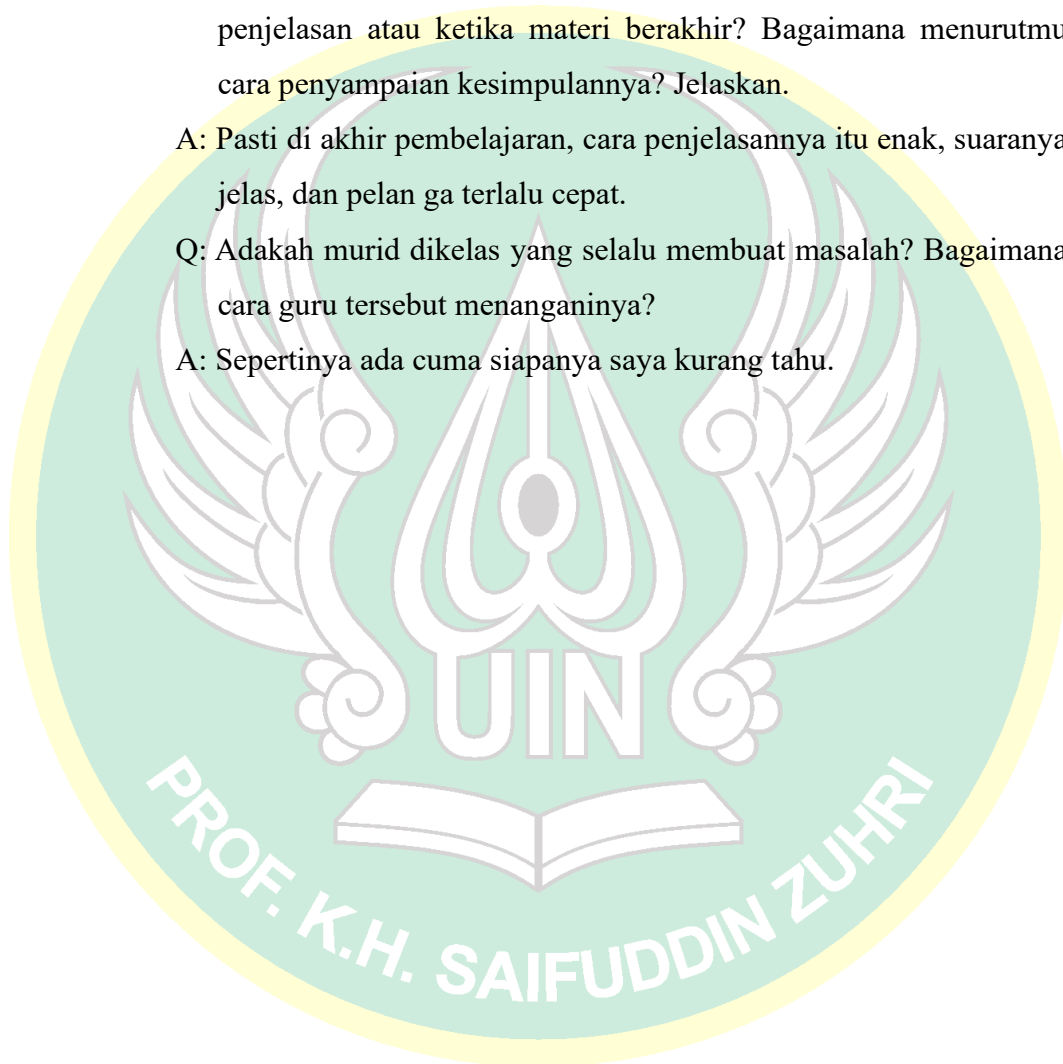 penjelasan atau ketika materi berakhir? Bagaimana menurutmu
cara penyampaian kesimpulannya? Jelaskan.
A: Pasti di akhir pembelajaran, cara penjelasannya itu enak, suaranya
jelas, dan pelan ga terlalu cepat.
Q: Adakah murid dikelas yang selalu membuat masalah? Bagaimana
cara guru tersebut menanganinya?
A: Sepertinya ada cuma siapanya saya kurang tahu.
UIN
PROF. K.H. SAIFUDDIN ZUHRI